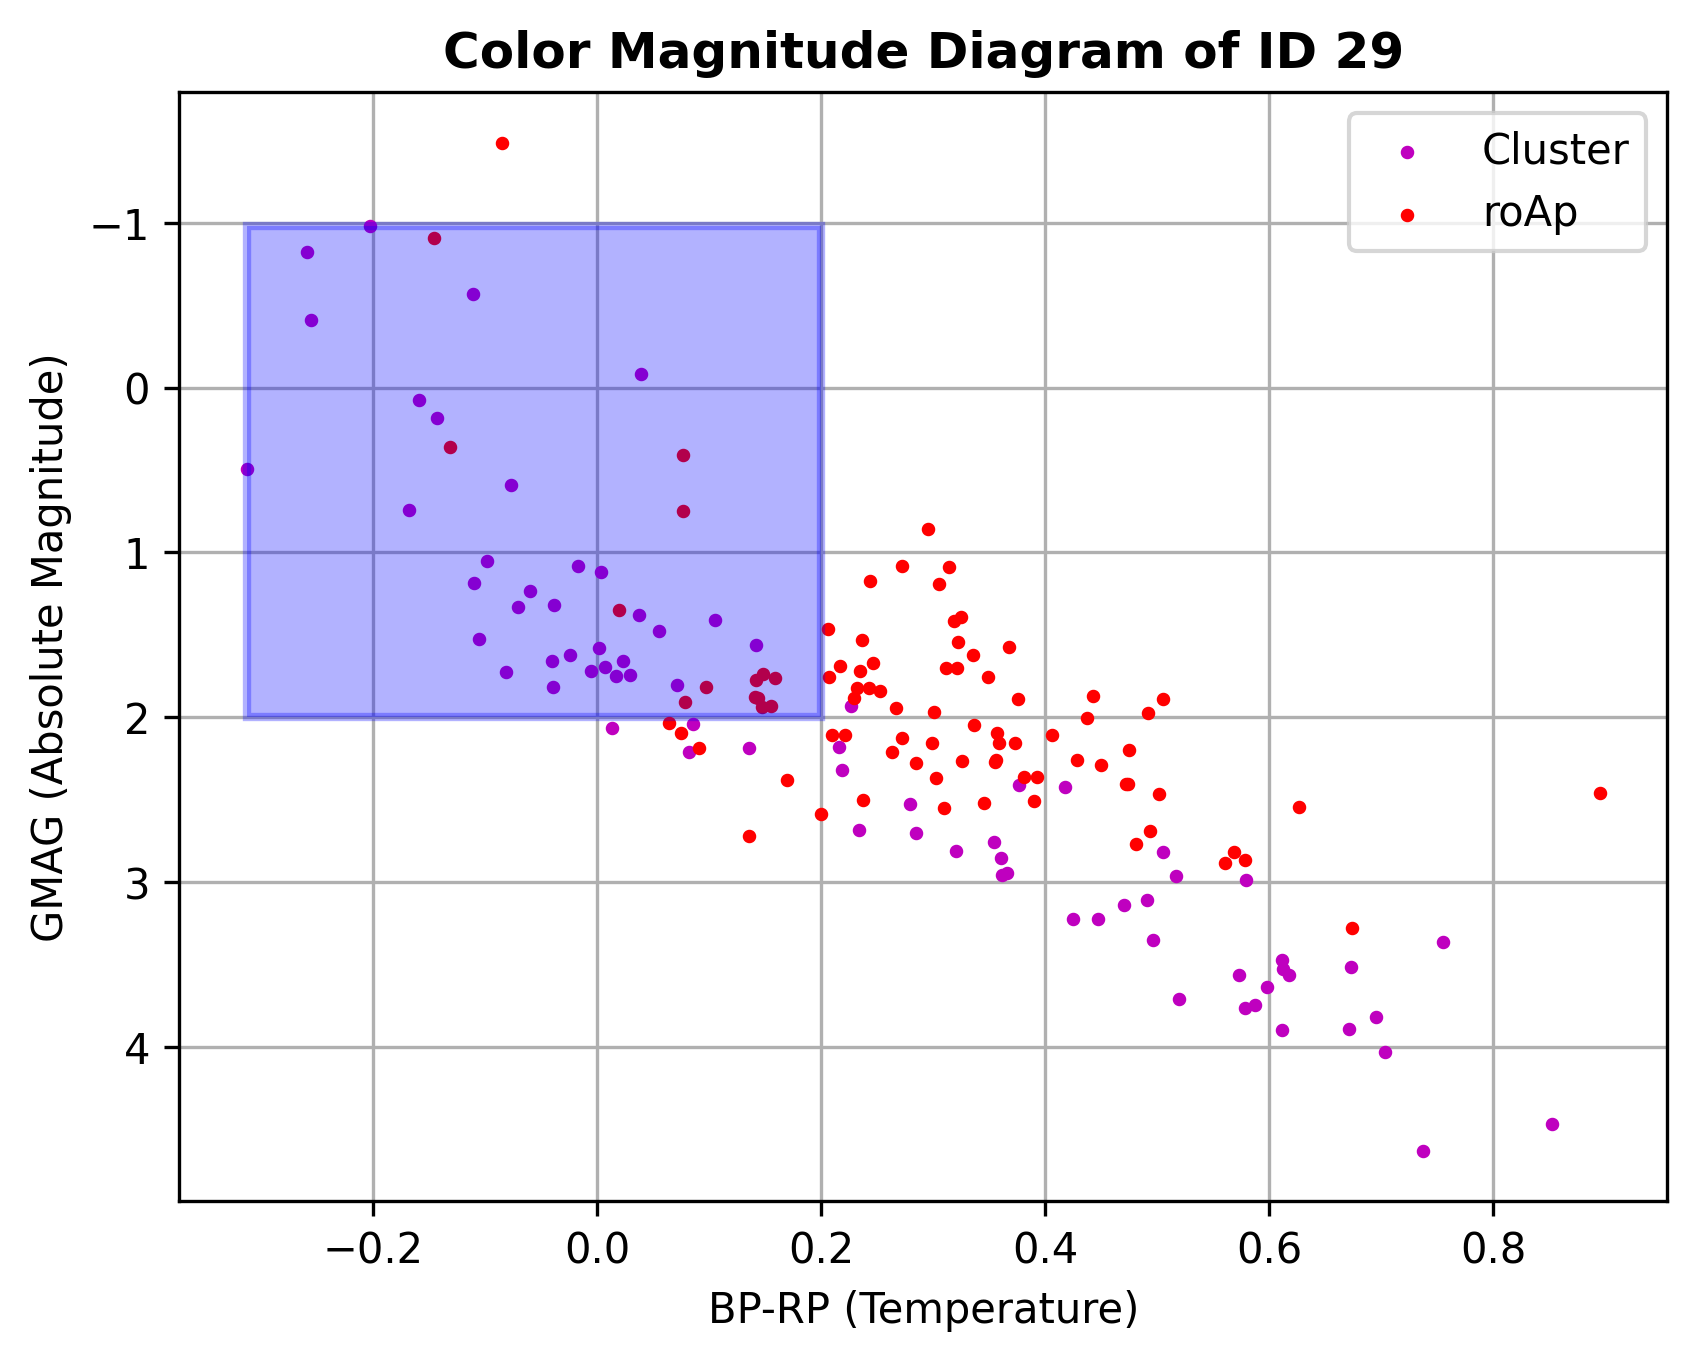 Color Magnitude Diagram of ID 29
Cluster
roAp
−1
0
1
2
3
4
GMAG (Absolute Magnitude)
−0.2 0.0 0.2 0.4 0.6 0.8
BP-RP (Temperature)